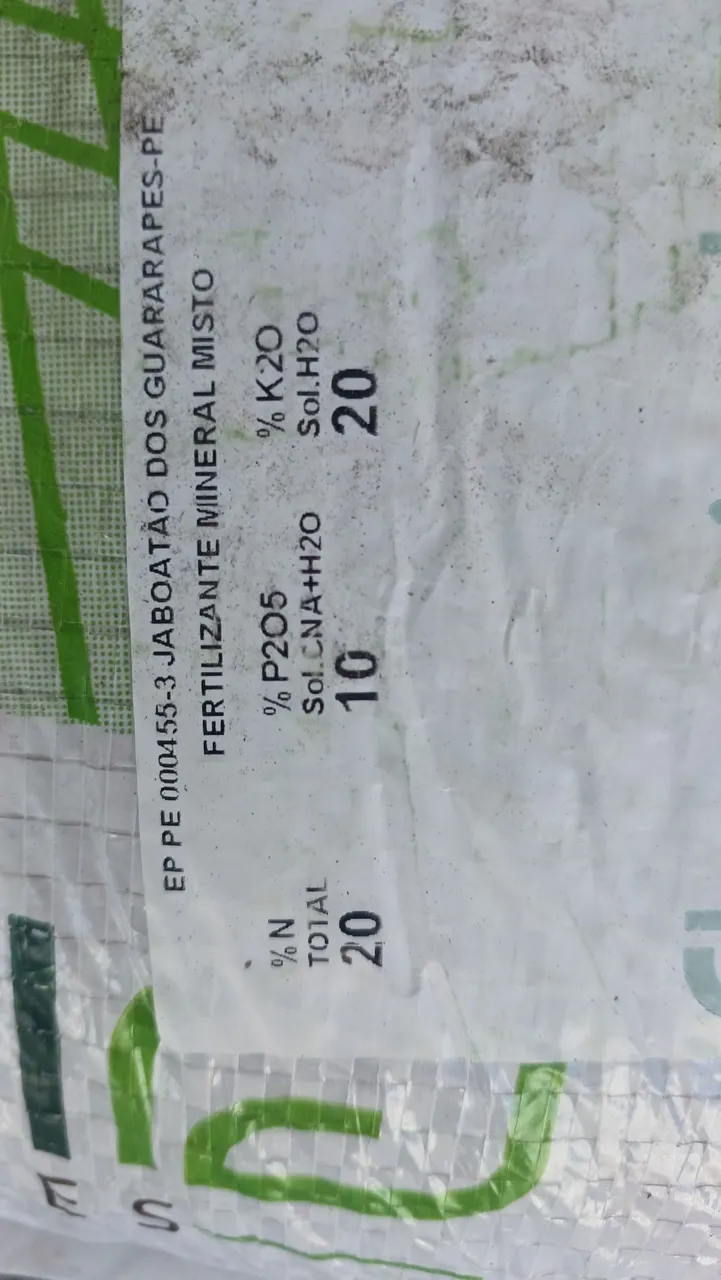 EP PE 000455-3 JABOATÃO DOS GUARARAPES-PE
FERTILIZANTE MINERAL MISTO
% N % P2O5 % K2O
TOTAL Sol.CNA+H2O Sol.H2O
20 10 20